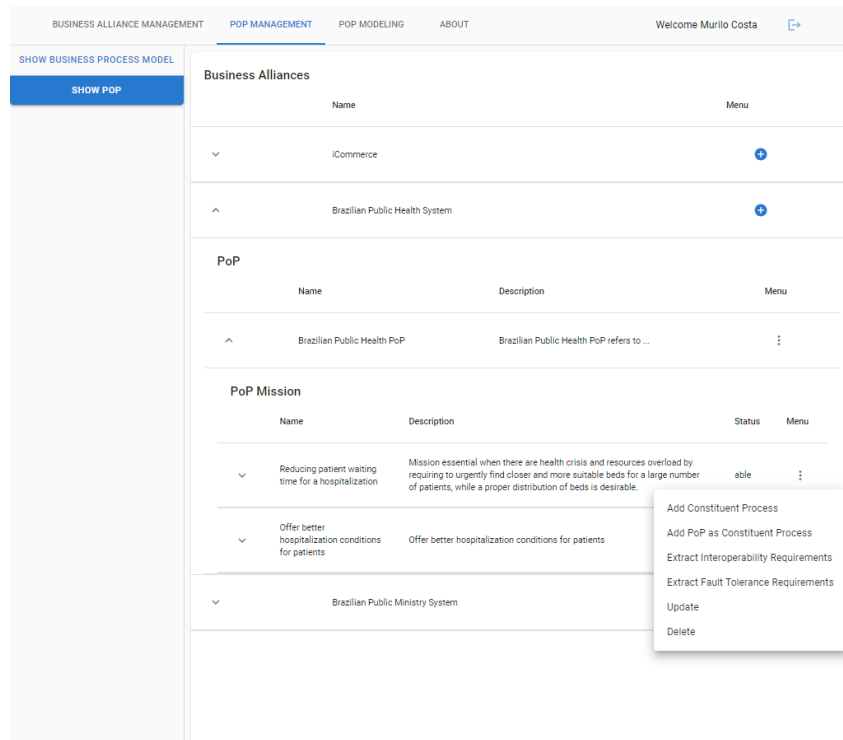 BUSINESS ALLIANCE MANAGEMENT POP MANAGEMENT POP MODELING ABOUT Welcome Murilo Costa
SHOW BUSINESS PROCESS MODEL
SHOW POP
Business Alliances
Name Menu
iCommerce
Brazilian Public Health System
PoP
Name Description Menu
Brazilian Public Health PoP Brazilian Public Health PoP refers to ...
PoP Mission
Name Description Status Menu
Reducing patient waiting
time for a hospitalization
Mission essential when there are health crisis and resources overload by
requiring to urgently find closer and more suitable beds for a large number
of patients, while a proper distribution of beds is desirable.
able
Offer better
hospitalization conditions
for patients
Offer better hospitalization conditions for patients
Brazilian Public Ministry System
Add Constituent Process
Add PoP as Constituent Process
Extract Interoperability Requirements
Extract Fault Tolerance Requirements
Update
Delete